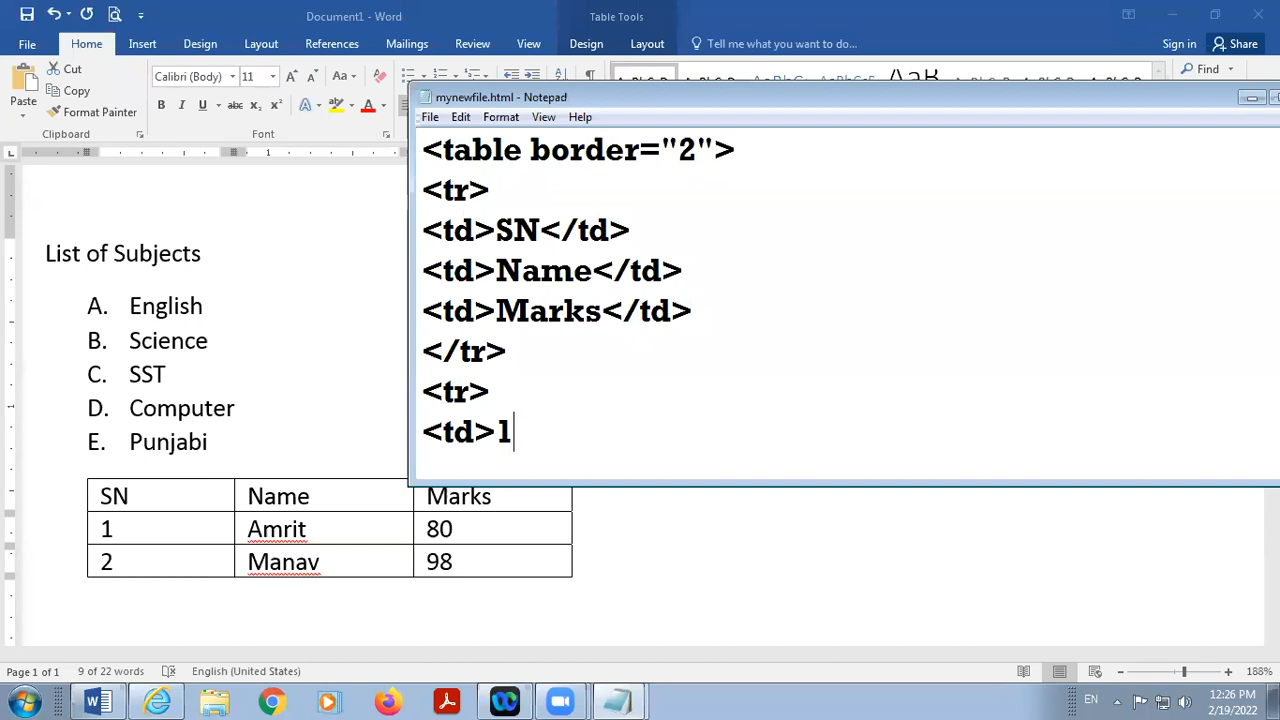 Document1 - Word
Table Tools
File Home Insert Design Layout References Mailings Review View Design Layout Tell me what you want to do... Sign in Share
Cut
Copy
Format Painter
Paste
Clipboard
Calibri (Body) 11
Font
Find
mynewfile.html - Notepad
File Edit Format View Help
<table border="2">
<tr>
<td>SN</td>
<td>Name</td>
<td>Marks</td>
</tr>
<tr>
<td>1
List of Subjects
A. English
B. Science
C. SST
D. Computer
E. Punjabi
SN Name Marks
1 Amrit 80
2 Manav 98
Page 1 of 1 9 of 22 words English (United States) 188%
EN
12:26 PM
2/19/2022